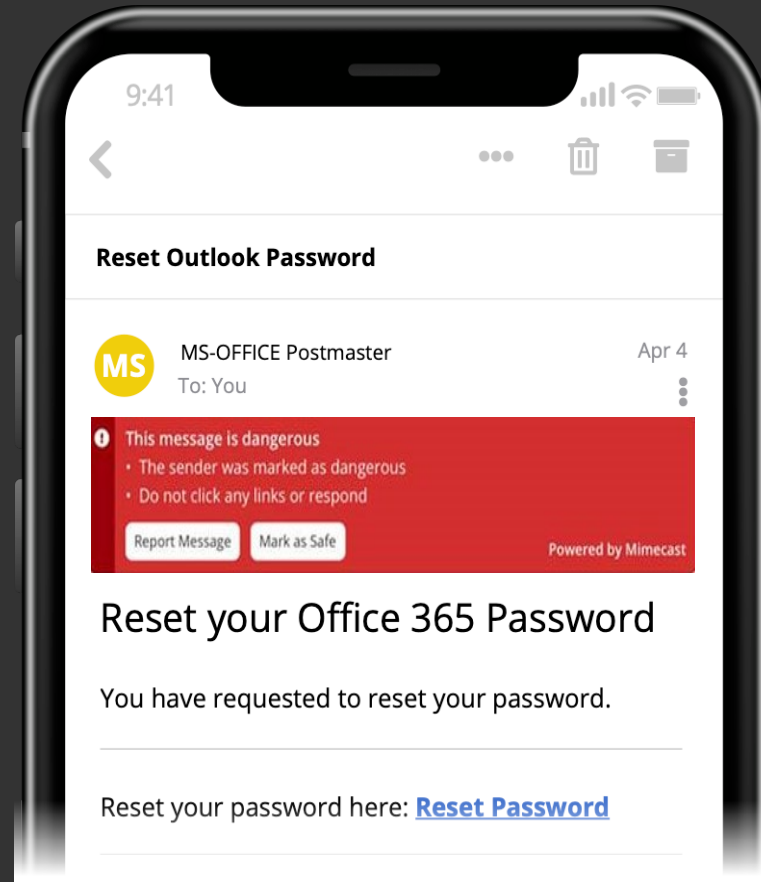 9:41
Reset Outlook Password
MS
MS-OFFICE Postmaster
Apr 4
To: You
This message is dangerous
• The sender was marked as dangerous
• Do not click any links or respond
Report Message Mark as Safe
Powered by Mimecast
Reset your Office 365 Password
You have requested to reset your password.
Reset your password here: Reset Password